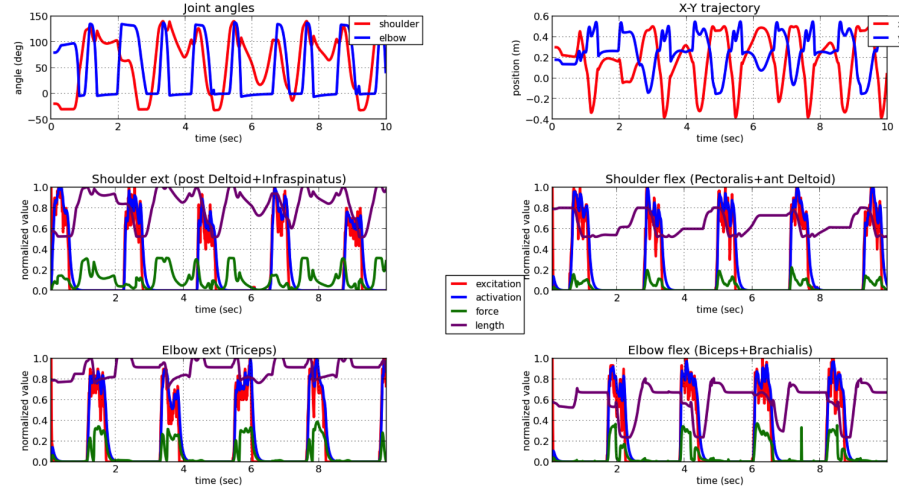 Joint angles
150
100
50
0
−50
angle (deg)
0
2
4
6
8
10
time (sec)
shoulder
elbow
X-Y trajectory
0.6
0.4
0.2
0.0
−0.2
−0.4
position (m)
0
2
4
6
8
10
time (sec)
Shoulder ext (post Deltoid+Infraspinatus)
1.0
0.8
0.6
0.4
0.2
0.0
normalized value
2
4
6
8
time (sec)
Shoulder flex (Pectoralis+ant Deltoid)
1.0
0.8
0.6
0.4
0.2
0.0
normalized value
2
4
6
8
time (sec)
excitation
activation
force
length
Elbow ext (Triceps)
1.0
0.8
0.6
0.4
0.2
0.0
normalized value
2
4
6
8
time (sec)
Elbow flex (Biceps+Brachialis)
1.0
0.8
0.6
0.4
0.2
0.0
normalized value
2
4
6
8
time (sec)